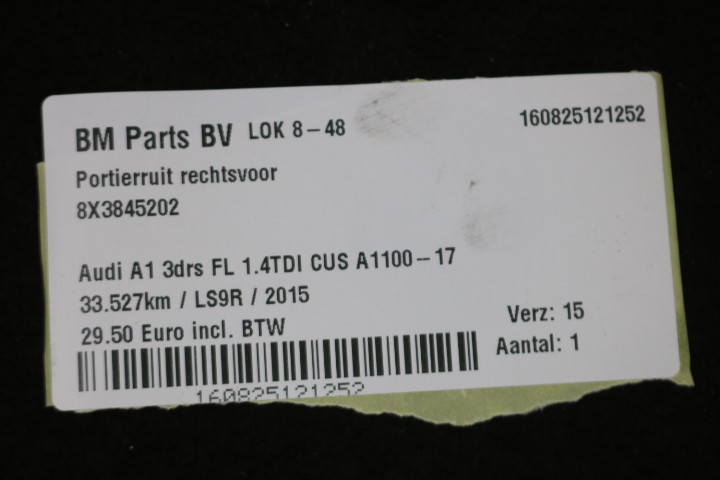 BM Parts BV LOK 8-48 160825121252
Portierruit rechtsvoor
8X3845202
Audi A1 3drs FL 1.4TDI CUS A1100-17
33.527km / LS9R / 2015
29.50 Euro incl. BTW Verz: 15
Aantal: 1
160825121252